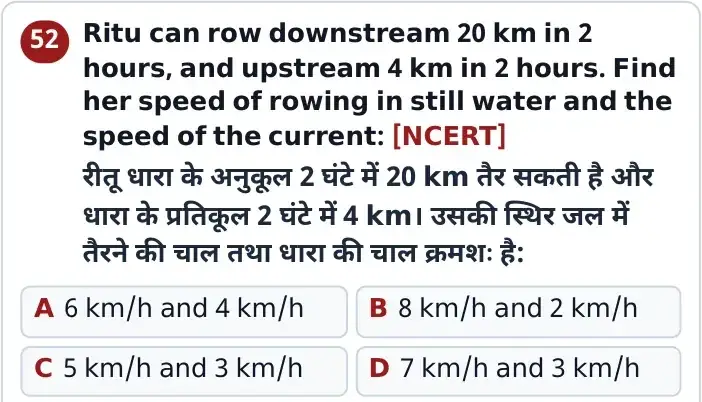 52 Ritu can row downstream 20 km in 2
hours, and upstream 4 km in 2 hours. Find
her speed of rowing in still water and the
speed of the current: [NCERT]
रीतू धारा के अनुकूल 2 घंटे में 20 km तैर सकती है और
धारा के प्रतिकूल 2 घंटे में 4 km। उसकी स्थिर जल में
तैरने की चाल तथा धारा की चाल क्रमशः है:
A 6 km/h and 4 km/h B 8 km/h and 2 km/h
C 5 km/h and 3 km/h D 7 km/h and 3 km/h